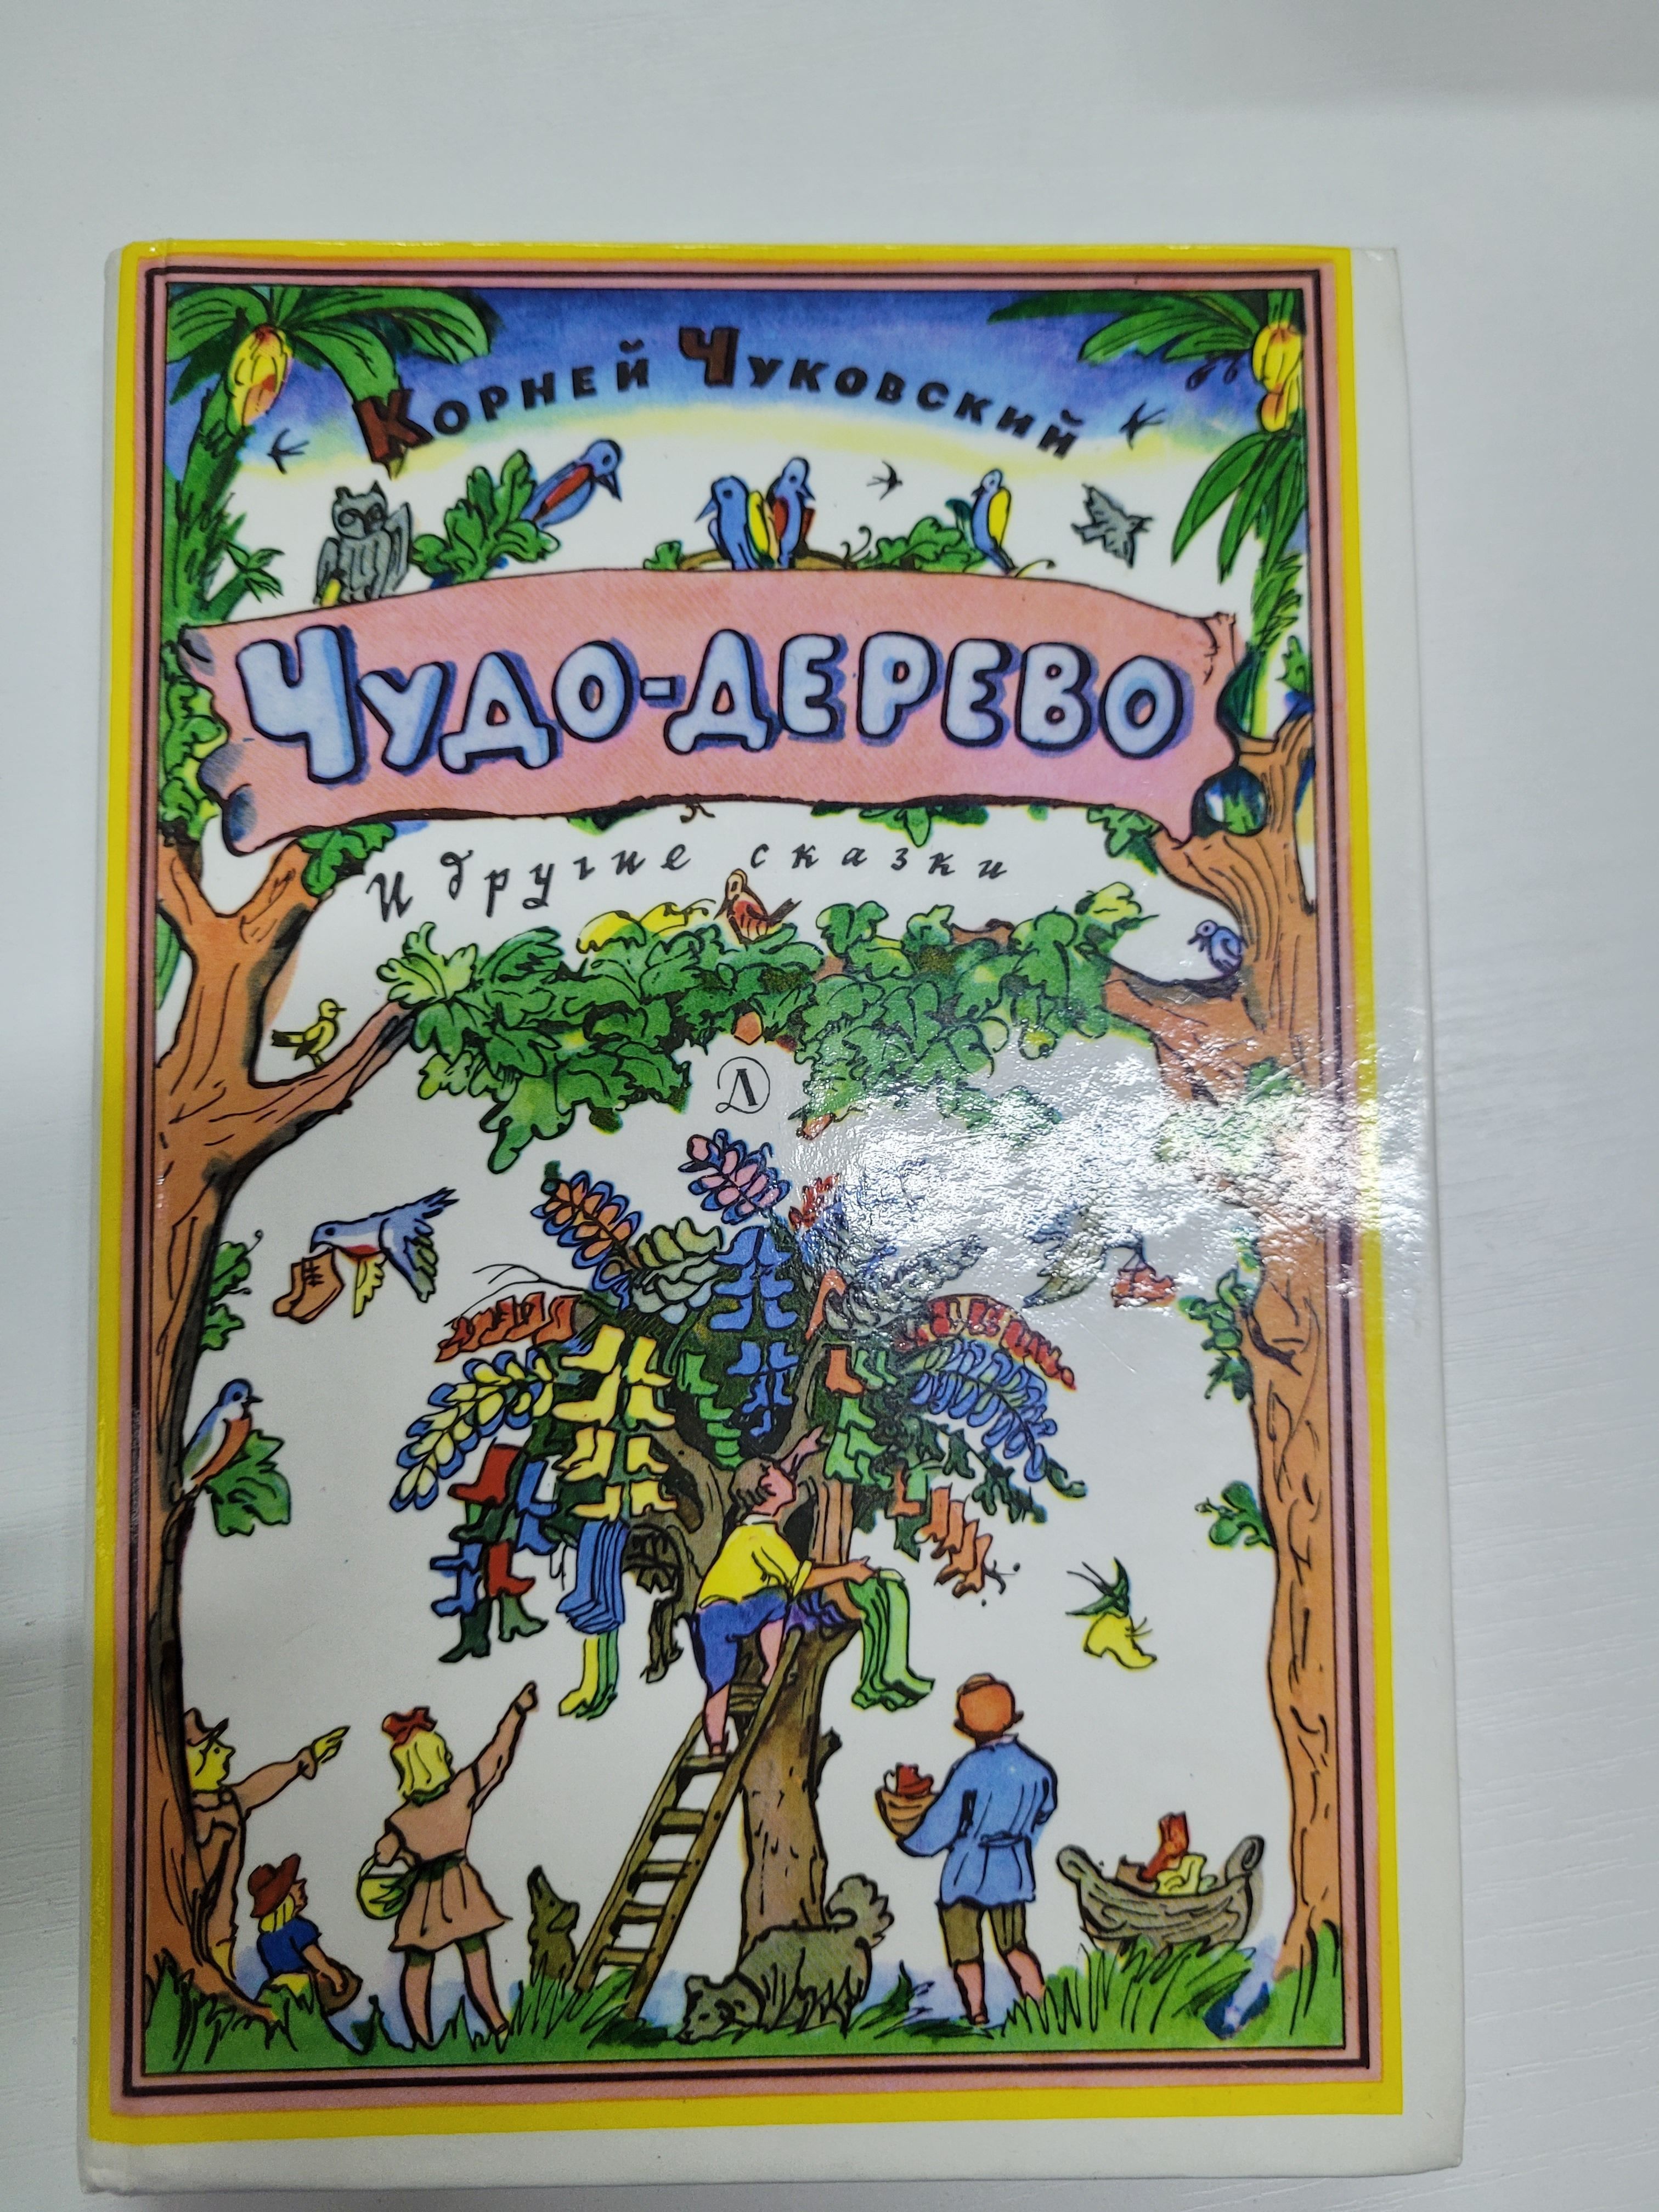 Корней Чуковский
Чудо-дерево
и другие сказки
Д